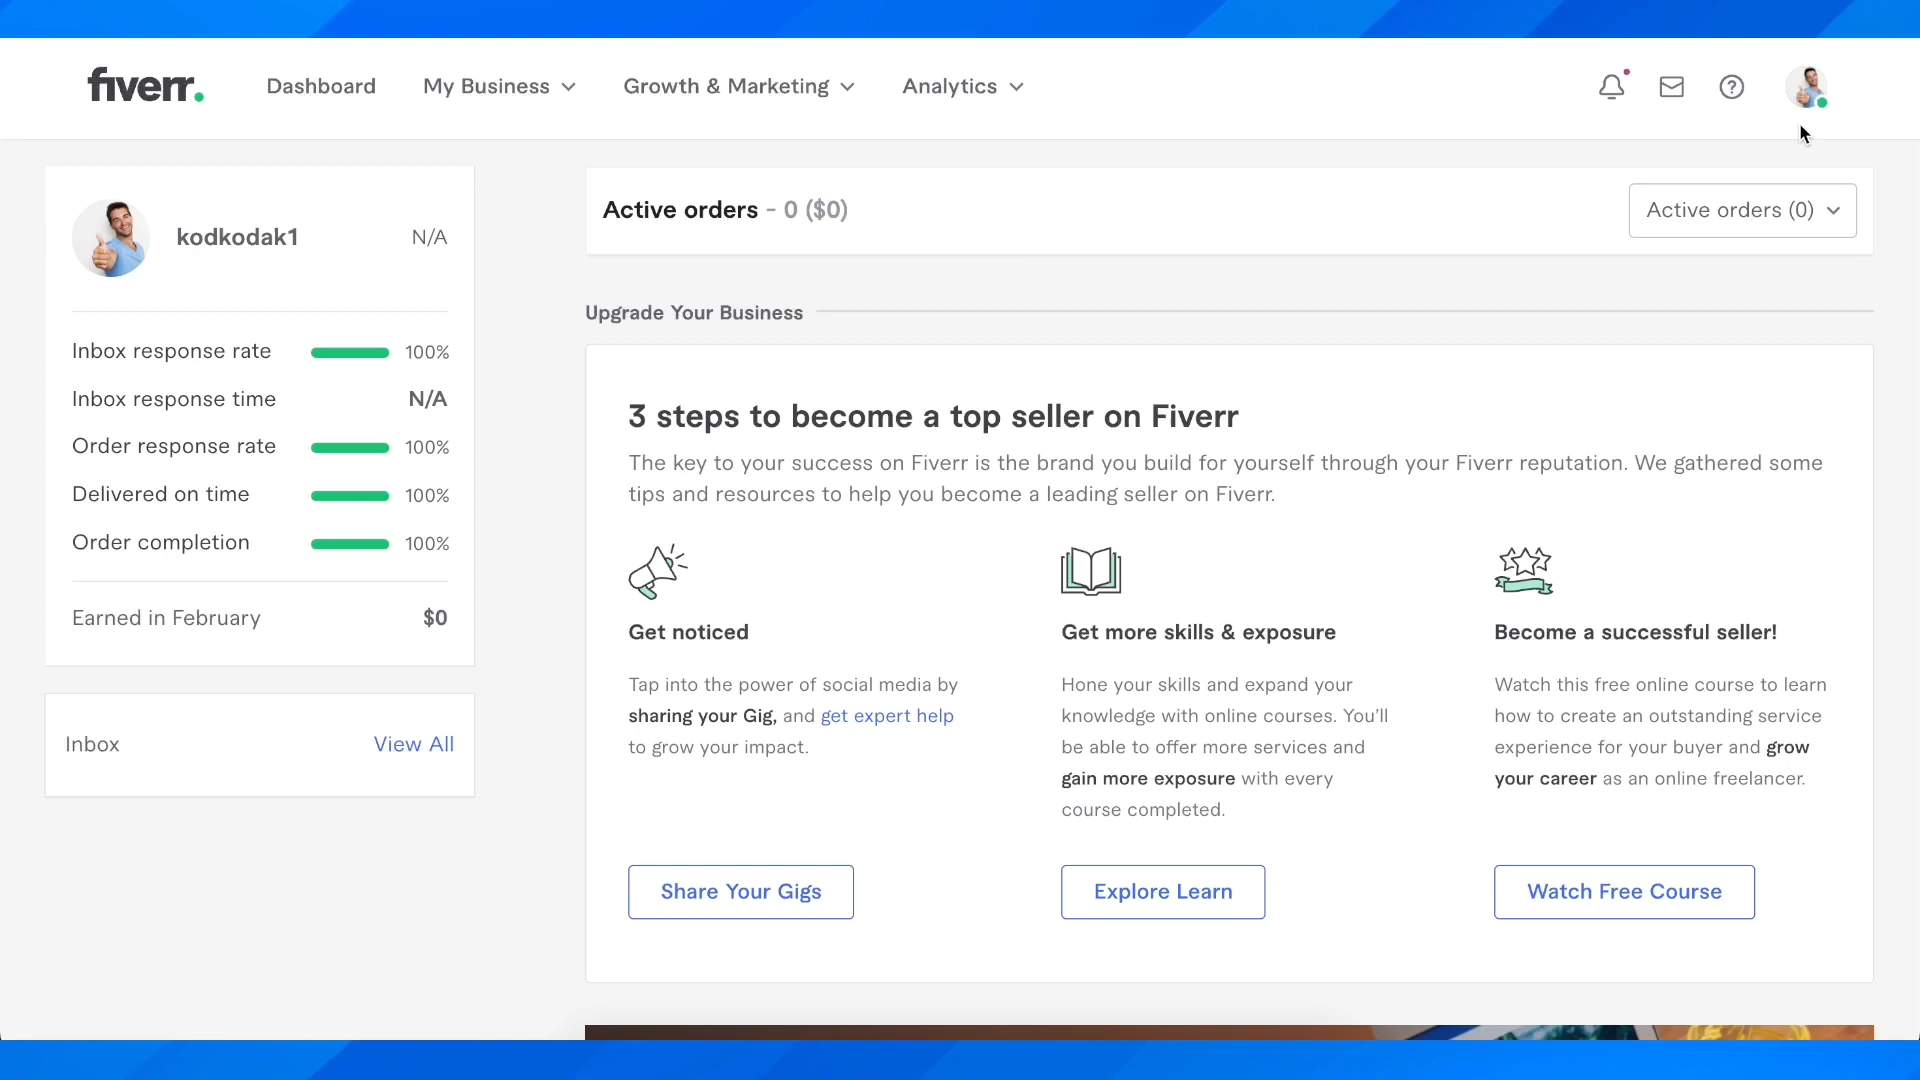 fiverr.
Dashboard
My Business
Growth & Marketing
Analytics
kodkodak1
N/A
Inbox response rate
100%
Inbox response time
N/A
Order response rate
100%
Delivered on time
100%
Order completion
100%
Earned in February
$0
Inbox
View All
Active orders - 0 ($0)
Active orders (0)
Upgrade Your Business
3 steps to become a top seller on Fiverr
The key to your success on Fiverr is the brand you build for yourself through your Fiverr reputation. We gathered some
tips and resources to help you become a leading seller on Fiverr.
Get noticed
Tap into the power of social media by
sharing your Gig, and get expert help
to grow your impact.
Share Your Gigs
Get more skills & exposure
Hone your skills and expand your
knowledge with online courses. You’ll
be able to offer more services and
gain more exposure with every
course completed.
Explore Learn
Become a successful seller!
Watch this free online course to learn
how to create an outstanding service
experience for your buyer and grow
your career as an online freelancer.
Watch Free Course